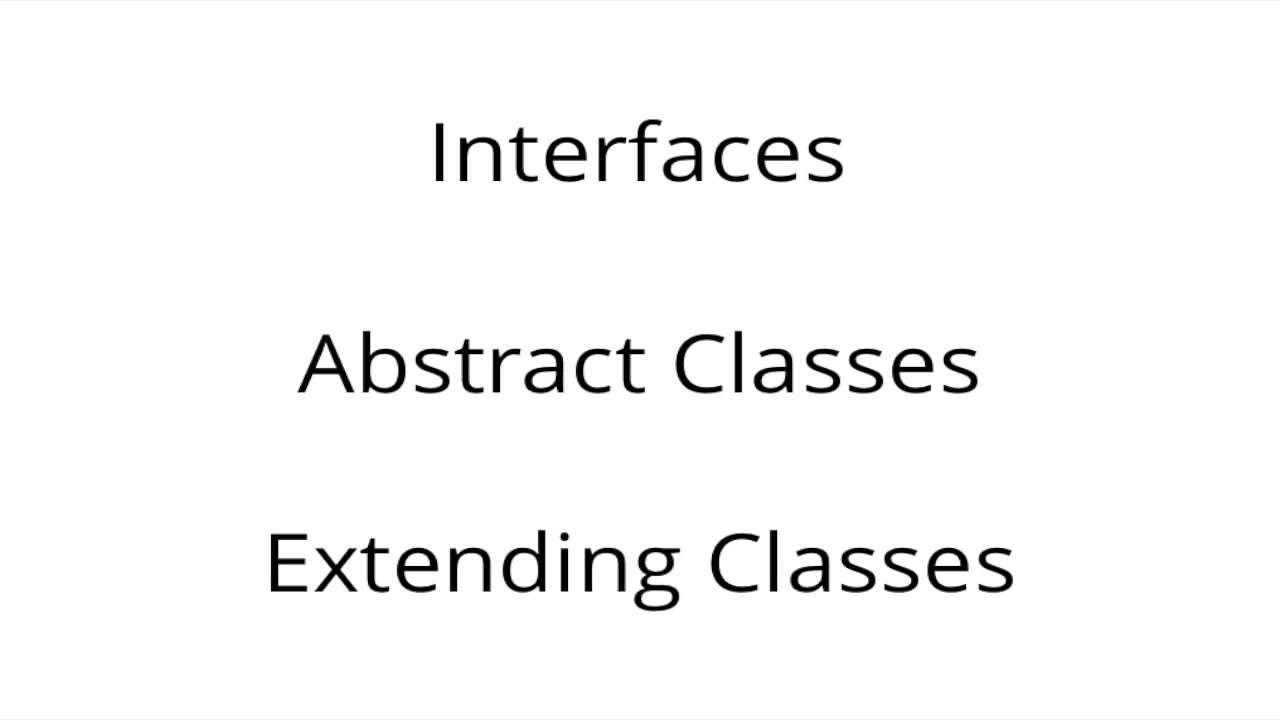 Interfaces
Abstract Classes
Extending Classes